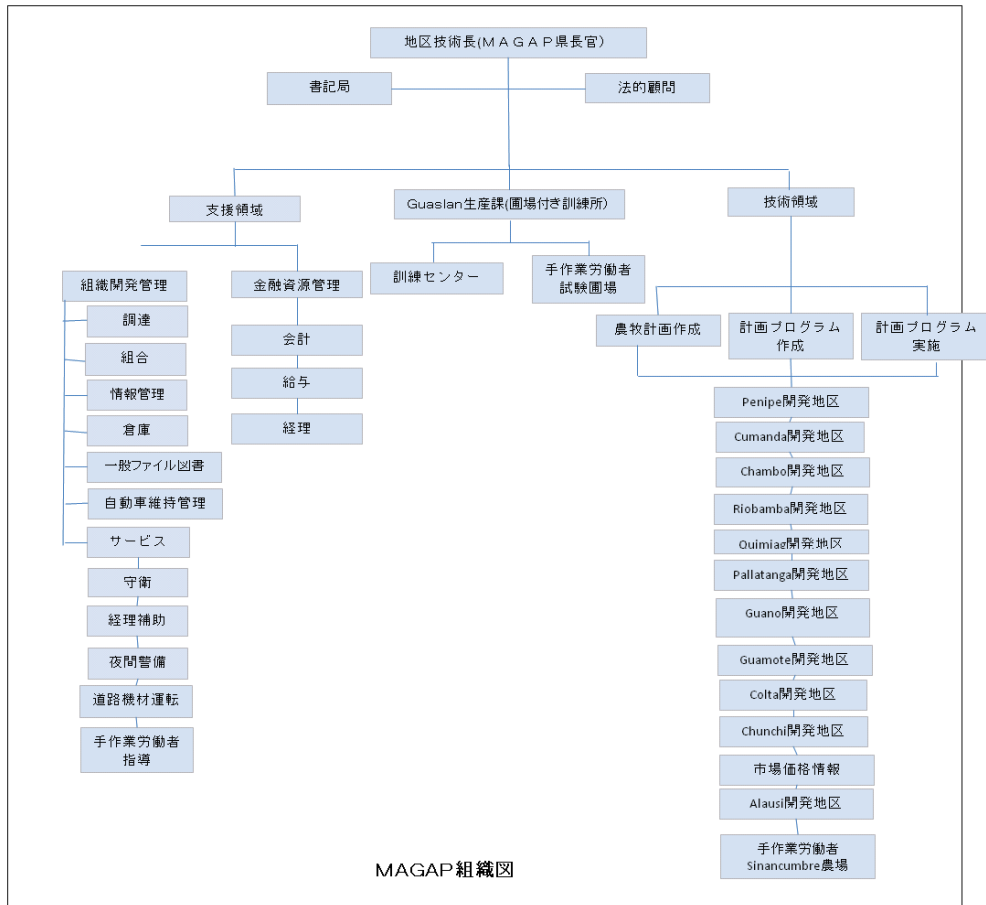 地区技術長(ＭＡＧＡＰ県長官)
書記局
法的顧問
支援領域
Guaslan生産課(圃場付き訓練所)
技術領域
組織開発管理
金融資源管理
訓練センター
手作業労働者
試験圃場
調達
組合
情報管理
倉庫
一般ファイル図書
自動車維持管理
サービス
守衛
経理補助
夜間警備
道路機材運転
手作業労働者
指導
会計
給与
経理
農牧計画作成
計画プログラム
作成
計画プログラム
実施
Penipe開発地区
Cumanda開発地区
Chambo開発地区
Riobamba開発地区
Quimiag開発地区
Pallatanga開発地区
Guano開発地区
Guamote開発地区
Colta開発地区
Chunchi開発地区
市場価格情報
Alausi開発地区
手作業労働者
Sinancumbre農場
MAGAP組織図